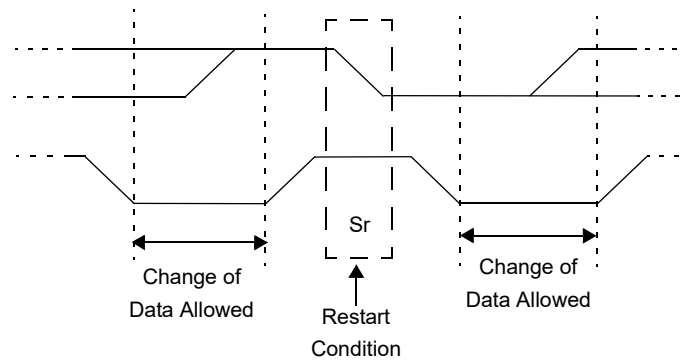 Sr
Change of
Data Allowed
Restart
Condition
Change of
Data Allowed